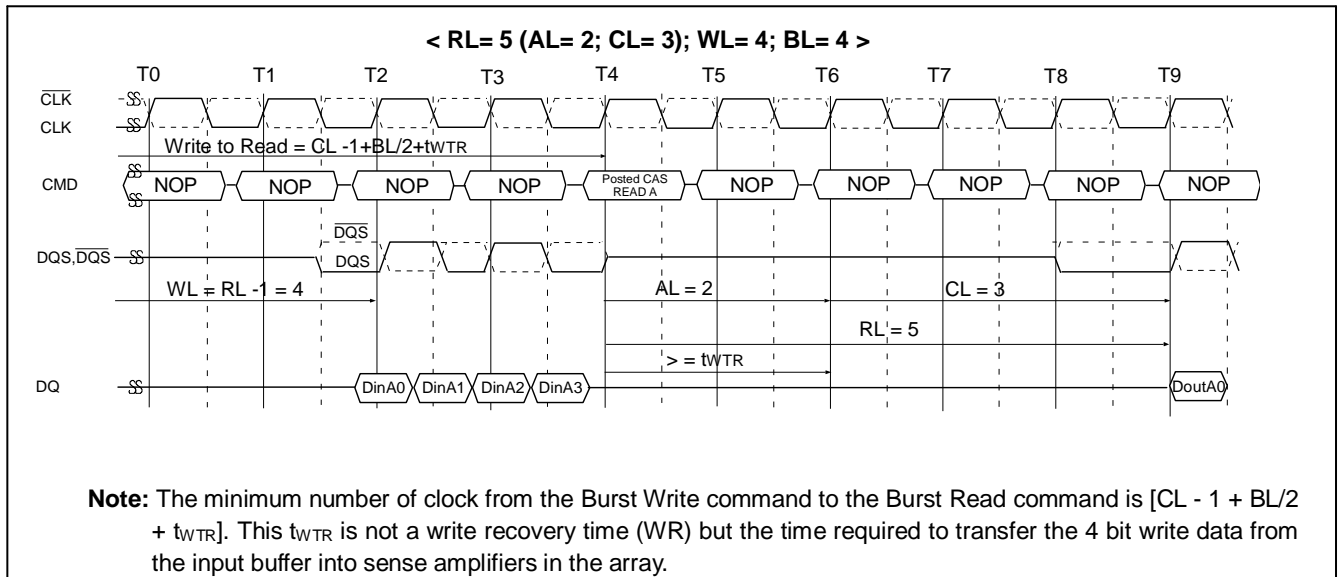 < RL= 5 (AL= 2; CL= 3); WL= 4; BL= 4 >
T0 T1 T2 T3 T4 T5 T6 T7 T8 T9
C̅L̅K̅
CLK
Write to Read = CL -1+BL/2+tWTR
CMD NOP NOP NOP NOP Posted CAS READ A NOP NOP NOP NOP NOP
D̅Q̅S̅
DQS,D̅Q̅S̅ DQS
WL = RL -1 = 4 AL = 2 CL = 3
RL = 5
> = tWTR
DQ DinA0 DinA1 DinA2 DinA3 DoutA0
Note: The minimum number of clock from the Burst Write command to the Burst Read command is [CL - 1 + BL/2
+ tWTR]. This tWTR is not a write recovery time (WR) but the time required to transfer the 4 bit write data from
the input buffer into sense amplifiers in the array.